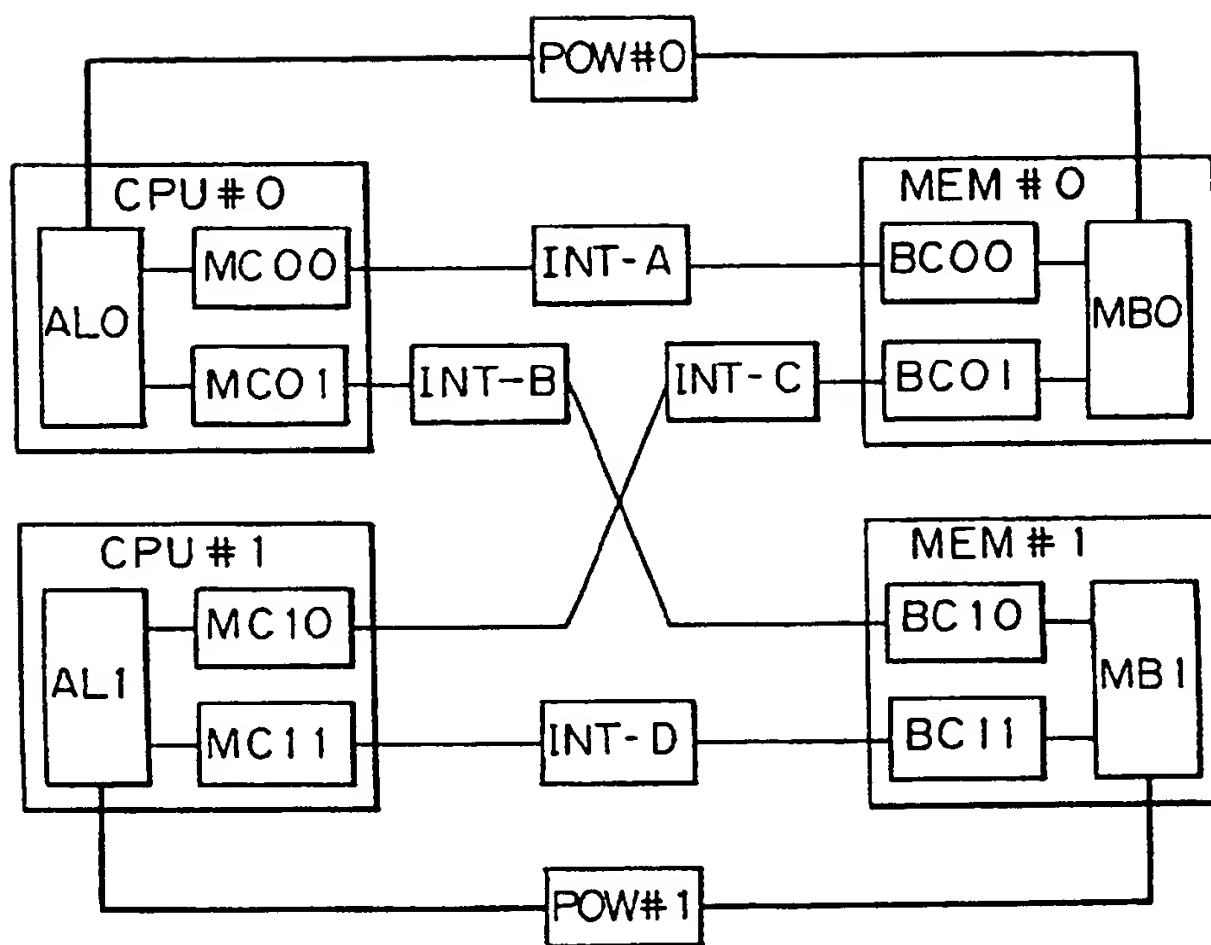 POW#0
CPU#0
MEM#0
MC00
INT-A
BC00
AL0
MB0
MC01
INT-B
INT-C
BC01
CPU#1
MEM#1
MC10
BC10
AL1
MB1
MC11
INT-D
BC11
POW#1